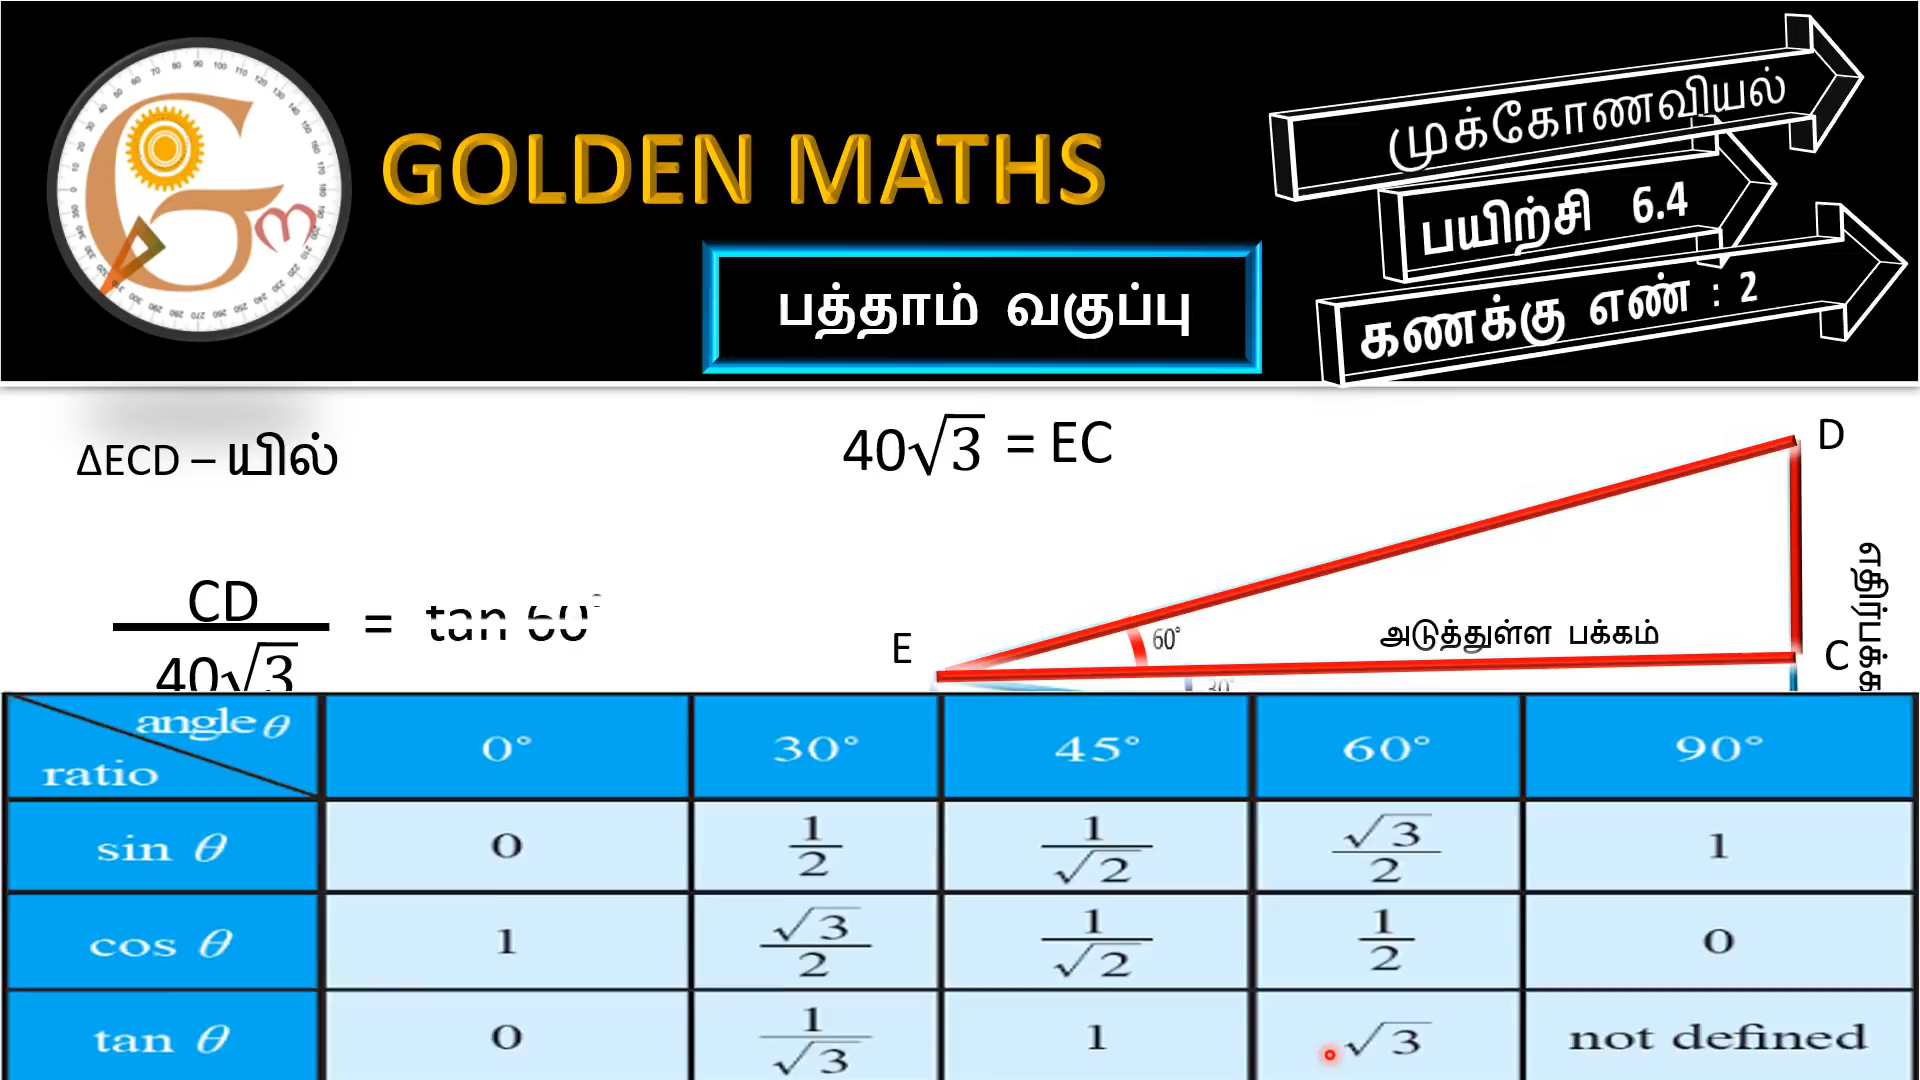 GOLDEN MATHS
பத்தாம் வகுப்பு
முக்கோணவியல்
பயிற்சி 6.4
கணக்கு எண் : 2
ΔECD – யில்
40√3 = EC
CD / 40√3 = tan 60°
D
E
60°
30°
அடுத்துள்ள பக்கம்
C
angle θ
ratio
0° 30° 45° 60° 90°
sin θ 0 1/2 1/√2 √3/2 1
cos θ 1 √3/2 1/√2 1/2 0
tan θ 0 1/√3 1 √3 not defined